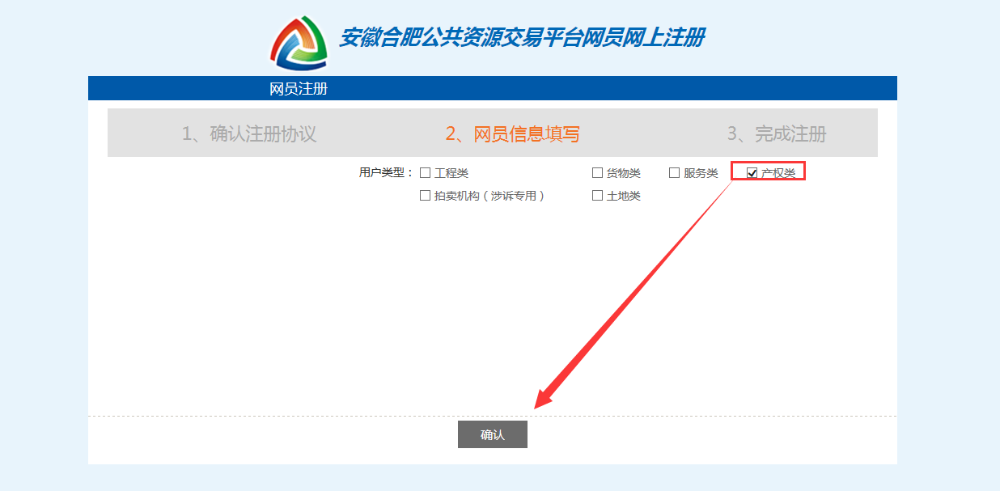 安徽合肥公共资源交易平台网员网上注册
网员注册
1、确认注册协议 2、网员信息填写 3、完成注册
用户类型： 工程类 货物类 服务类 产权类
拍卖机构（涉诉专用） 土地类
确认